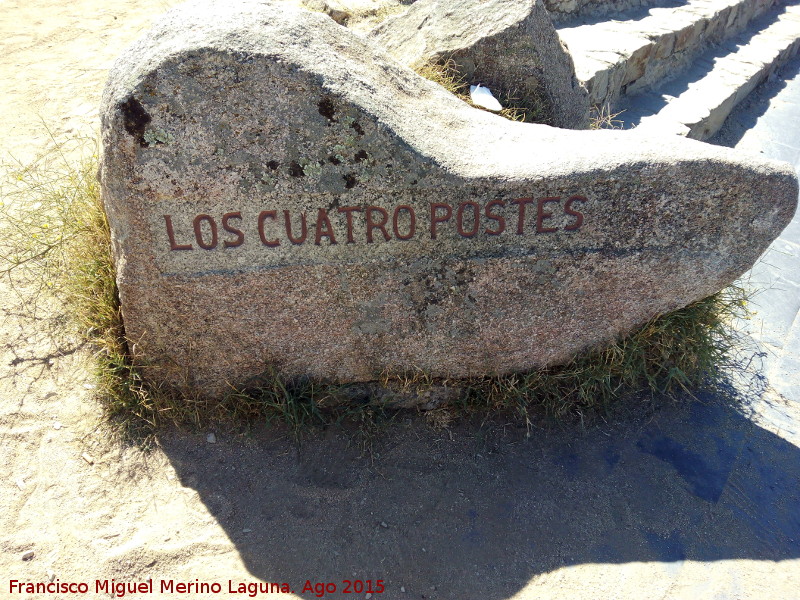 LOS CUATRO POSTES
Francisco Miguel Merino Laguna. Ago 2015